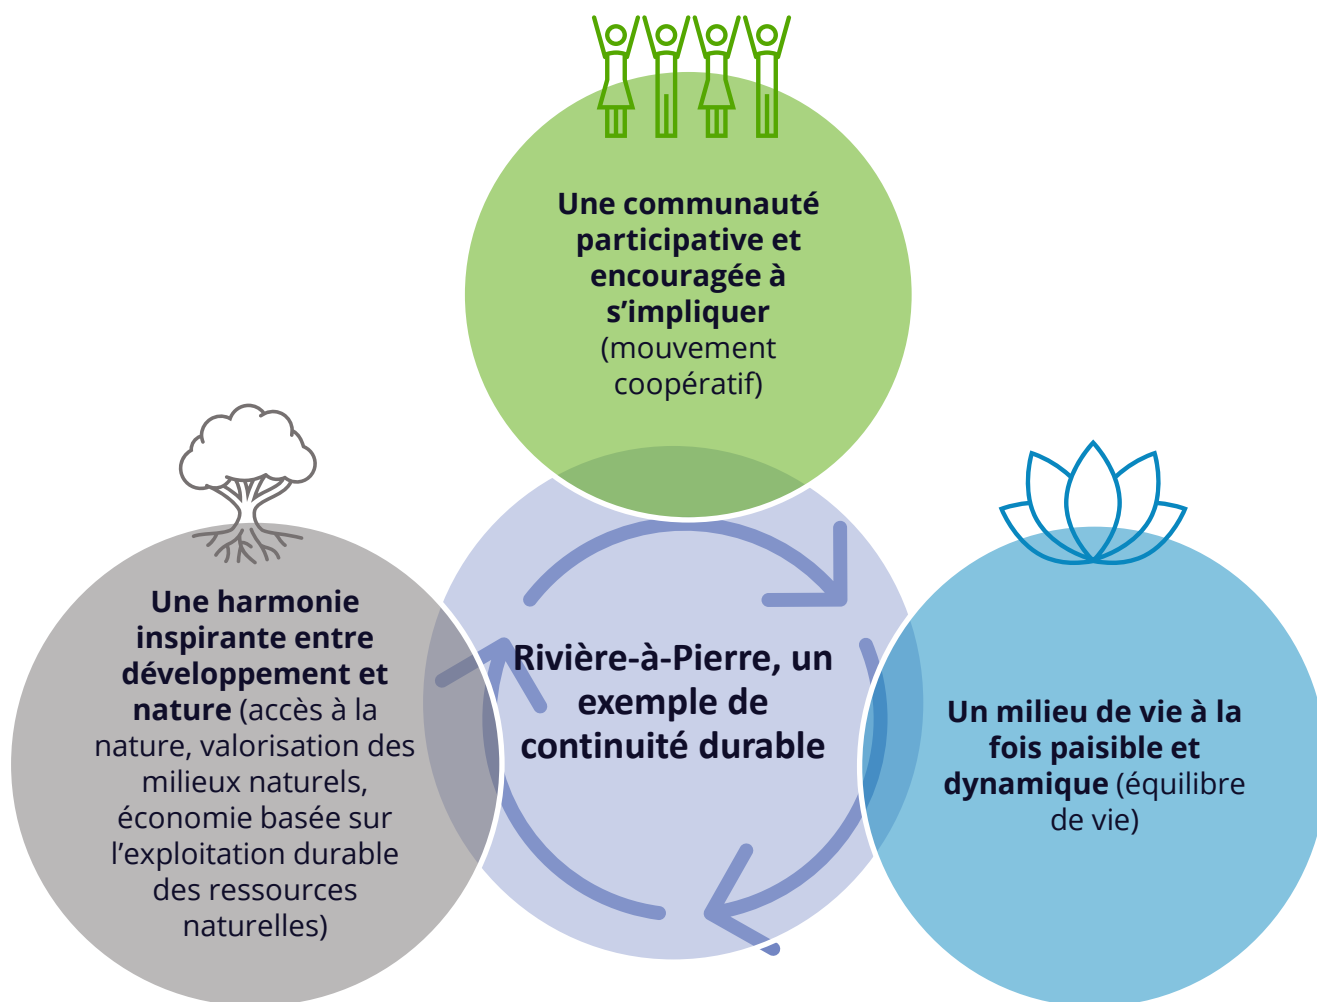 Une communauté
participative et
encouragée à
s’impliquer
(mouvement
coopératif)
Une harmonie
inspirante entre
développement et
nature (accès à la
nature, valorisation des
milieux naturels,
économie basée sur
l’exploitation durable
des ressources
naturelles)
Rivière-à-Pierre, un
exemple de
continuité durable
Un milieu de vie à la
fois paisible et
dynamique (équilibre
de vie)